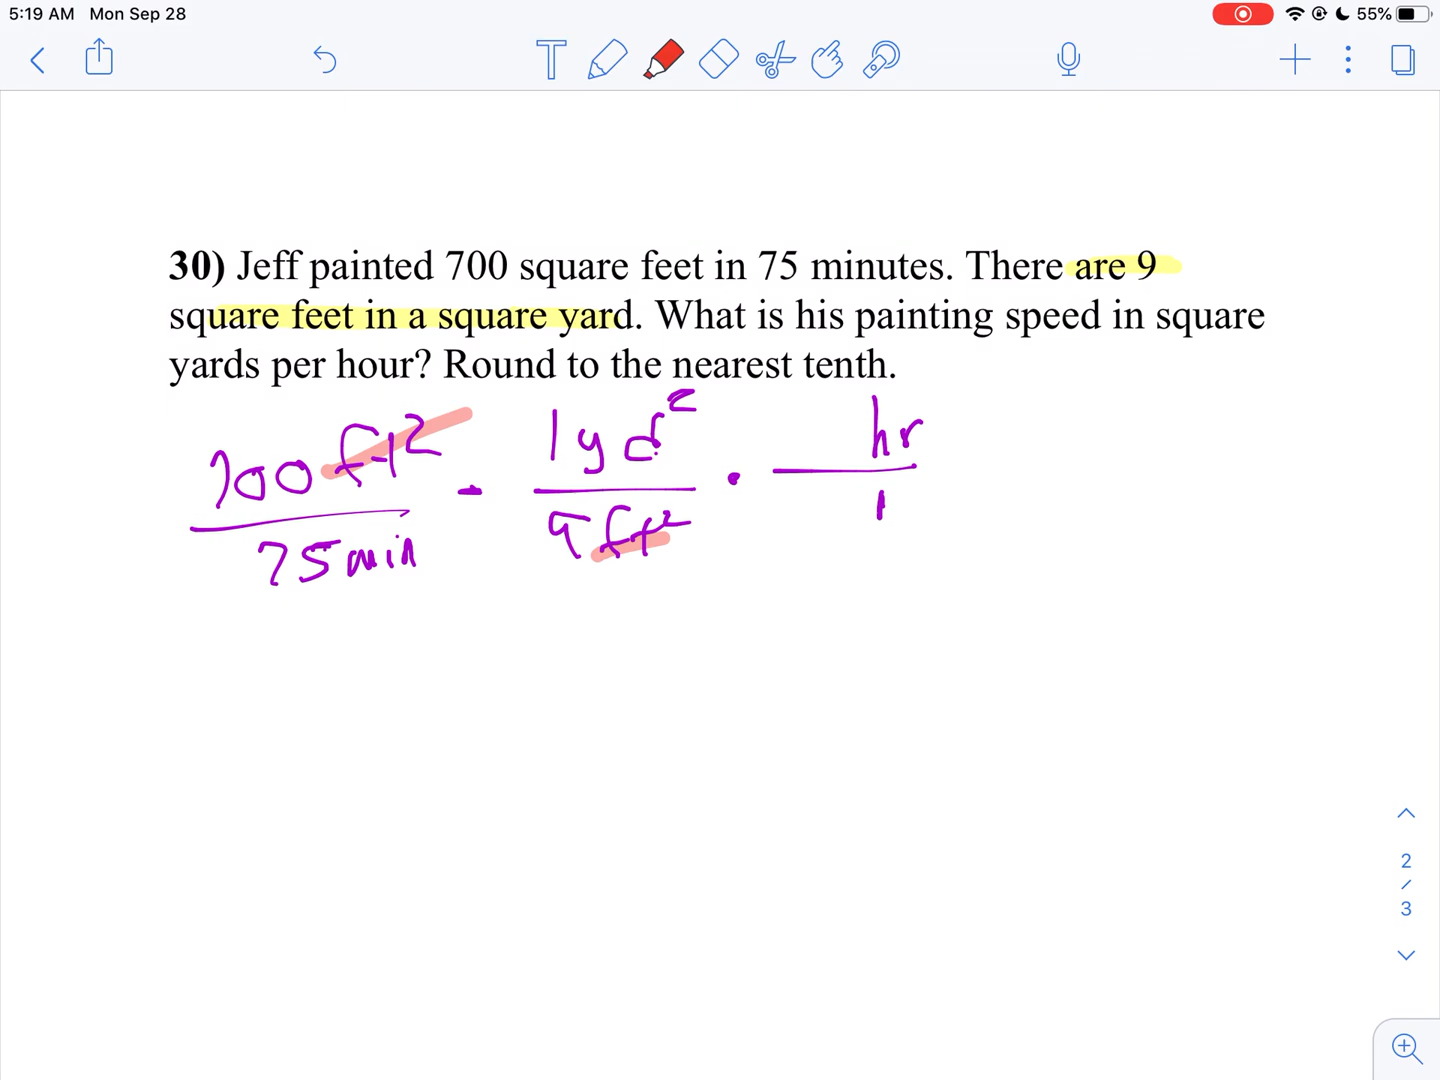 5:19 AM Mon Sep 28
55%
30) Jeff painted 700 square feet in 75 minutes. There are 9
square feet in a square yard. What is his painting speed in square
yards per hour? Round to the nearest tenth.
700 ft² 1 yd² hr
75 min 9 ft² 1
2
/
3